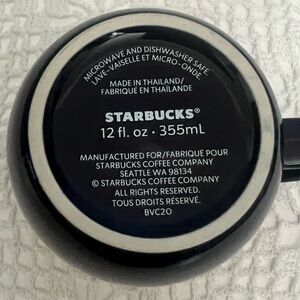 MICROWAVE AND DISHWASHER SAFE
LAVE-VAISELLE ET MICRO-ONDE
MADE IN THAILAND/
FABRIQUÉ EN THAÏLANDE
STARBUCKS®
12 fl. oz · 355mL
MANUFACTURED FOR/FABRIQUÉ POUR
STARBUCKS COFFEE COMPANY
SEATTLE WA 98134
© STARBUCKS COFFEE COMPANY
ALL RIGHTS RESERVED.
TOUS DROITS RÉSERVÉ.
BVC20